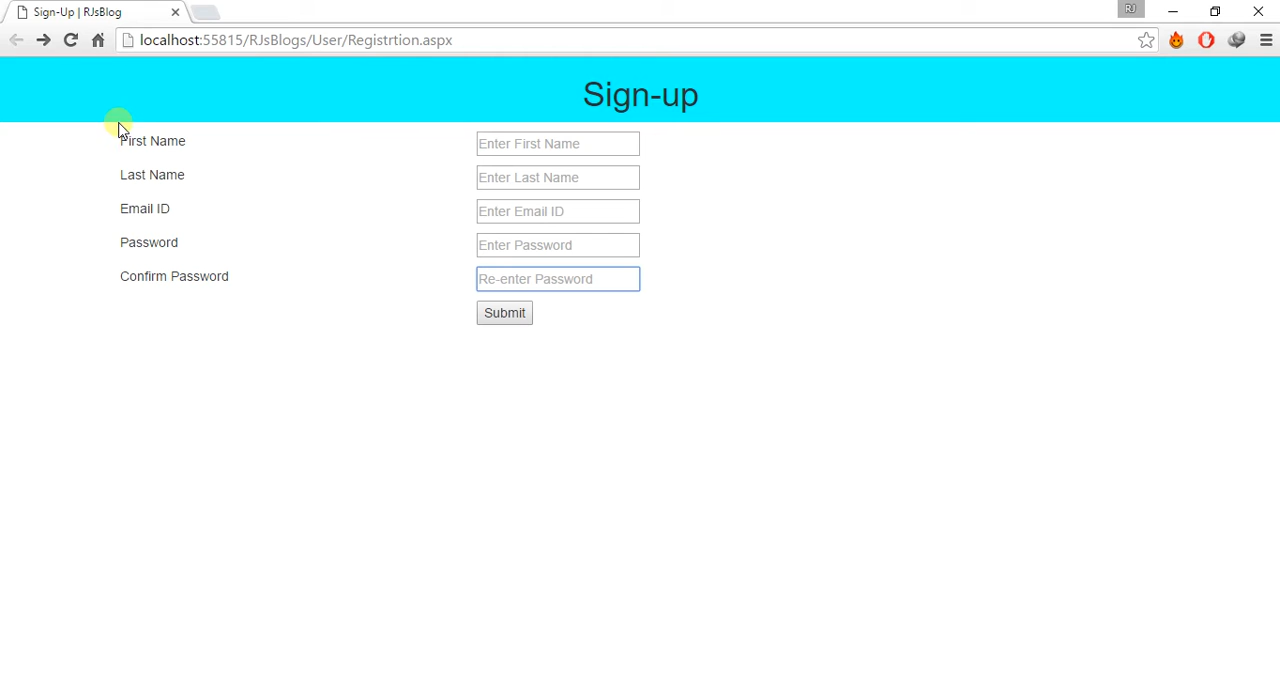 Sign-Up | RJsBlog
RJ
localhost:55815/RJsBlogs/User/Registrtion.aspx
Sign-up
First Name Enter First Name
Last Name Enter Last Name
Email ID Enter Email ID
Password Enter Password
Confirm Password Re-enter Password
Submit